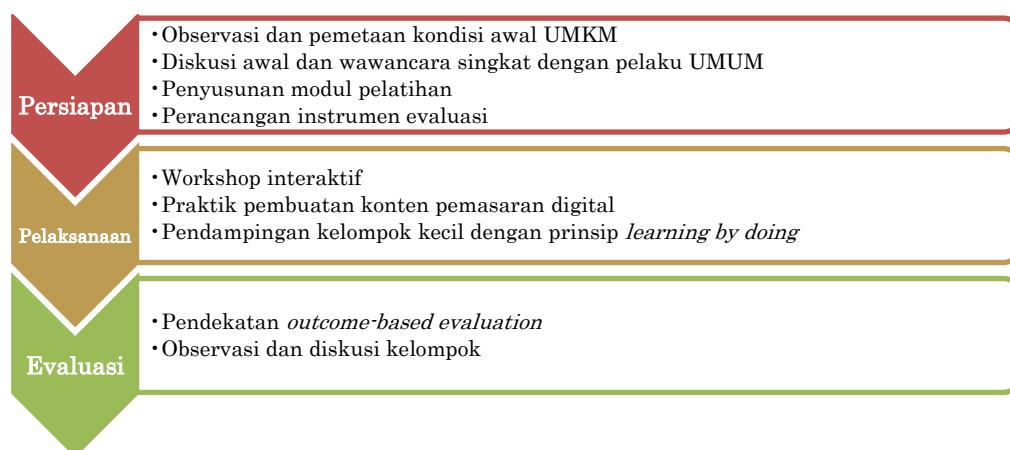 Persiapan
•Observasi dan pemetaan kondisi awal UMKM
•Diskusi awal dan wawancara singkat dengan pelaku UMUM
•Penyusunan modul pelatihan
•Perancangan instrumen evaluasi
Pelaksanaan
•Workshop interaktif
•Praktik pembuatan konten pemasaran digital
•Pendampingan kelompok kecil dengan prinsip learning by doing
Evaluasi
•Pendekatan outcome-based evaluation
•Observasi dan diskusi kelompok